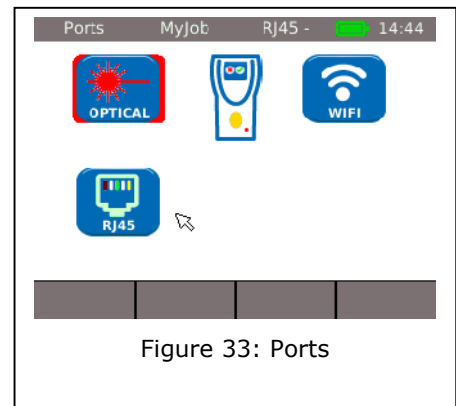 Ports MyJob RJ45 - 14:44
OPTICAL WIFI
RJ45
Figure 33: Ports